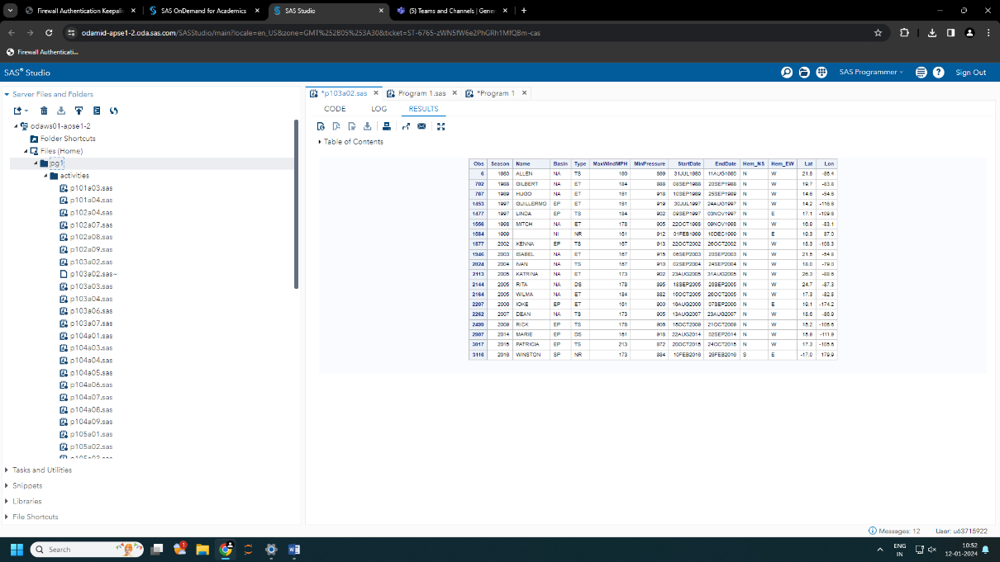 Firewall Authentication Keepali
SAS OnDemand for Academics
SAS Studio
(5) Teams and Channels | Gener
odamid-apse1-2.oda.sas.com/SASStudio/main?locale=en_US&zone=GMT%252B05%253A30&ticket=ST-6765-zWN5fW6e2PhGRh1MfQBm-cas
Firewall Authenticati...
SAS® Studio
SAS Programmer
Sign Out
Server Files and Folders
odaws01-apse1-2
Folder Shortcuts
Files (Home)
pg1
activities
p101a03.sas
p101a04.sas
p102a04.sas
p102a07.sas
p102a08.sas
p102a09.sas
p103a02.sas
p103a02.sas~
p103a03.sas
p103a04.sas
p103a06.sas
p103a07.sas
p104a01.sas
p104a03.sas
p104a04.sas
p104a05.sas
p104a06.sas
p104a07.sas
p104a08.sas
p104a09.sas
p105a01.sas
p105a02.sas
p105a03.sas
Tasks and Utilities
Snippets
Libraries
File Shortcuts
*p103a02.sas
Program 1.sas
*Program 1
CODE LOG RESULTS
Table of Contents
Obs Season Name Basin Type MaxWindMPH MinPressure StartDate EndDate Hem_NS Hem_EW Lat Lon
6 1980 ALLEN NA TS 190 899 31JUL1980 11AUG1980 N W 21.8 -86.4
702 1988 GILBERT NA ET 184 888 08SEP1988 20SEP1988 N W 19.7 -83.8
787 1989 HUGO NA ET 161 918 10SEP1989 25SEP1989 N W 14.6 -54.6
1453 1997 GUILLERMO EP ET 161 919 30JUL1997 24AUG1997 N W 14.2 -116.6
1477 1997 LINDA EP TS 184 902 09SEP1997 03NOV1997 N E 17.1 -109.6
1556 1998 MITCH NA ET 178 905 22OCT1998 09NOV1998 N W 16.9 -83.1
1584 1999 NI NR 161 912 01FEB1999 10DEC1999 N E 19.3 87.0
1877 2002 KENNA EP TS 167 913 22OCT2002 26OCT2002 N W 18.3 -108.3
1946 2003 ISABEL NA ET 167 915 06SEP2003 20SEP2003 N W 21.5 -54.8
2024 2004 IVAN NA TS 167 910 02SEP2004 24SEP2004 N W 18.0 -79.0
2113 2005 KATRINA NA ET 173 902 23AUG2005 31AUG2005 N W 26.3 -88.6
2144 2005 RITA NA DS 178 895 18SEP2005 26SEP2005 N W 24.7 -87.3
2164 2005 WILMA NA ET 184 882 15OCT2005 26OCT2005 N W 17.3 -82.8
2207 2006 IOKE EP ET 161 900 16AUG2006 07SEP2006 N E 19.1 -174.2
2262 2007 DEAN NA TS 173 905 13AUG2007 23AUG2007 N W 18.6 -86.9
2499 2009 RICK EP TS 178 906 15OCT2009 21OCT2009 N W 15.2 -105.6
2907 2014 MARIE EP DS 161 918 22AUG2014 02SEP2014 N W 15.9 -111.9
3017 2015 PATRICIA EP TS 213 872 20OCT2015 24OCT2015 N W 17.3 -105.6
3116 2016 WINSTON SP NR 173 884 10FEB2016 26FEB2016 S E -17.0 179.9
Messages: 12 User: u63715922
Search
1
ENG
IN
10:52
12-01-2024